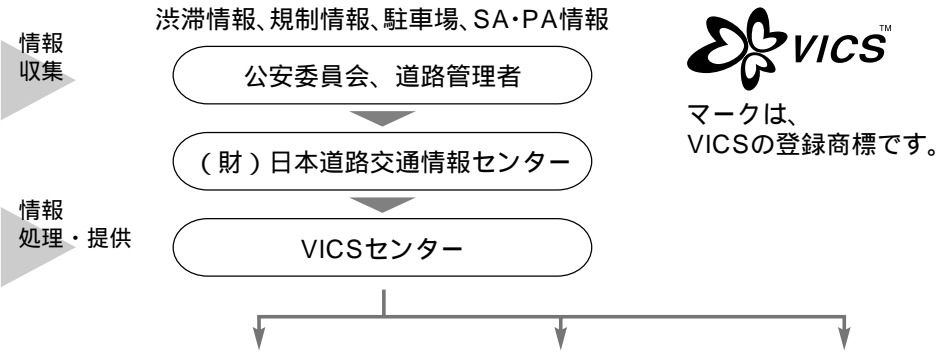 渋滞情報、規制情報、駐車場、SA・PA情報
情報
収集
公安委員会、道路管理者
(財)日本道路交通情報センター
情報
処理・提供
VICSセンター
VICS™
マークは、
VICSの登録商標です。